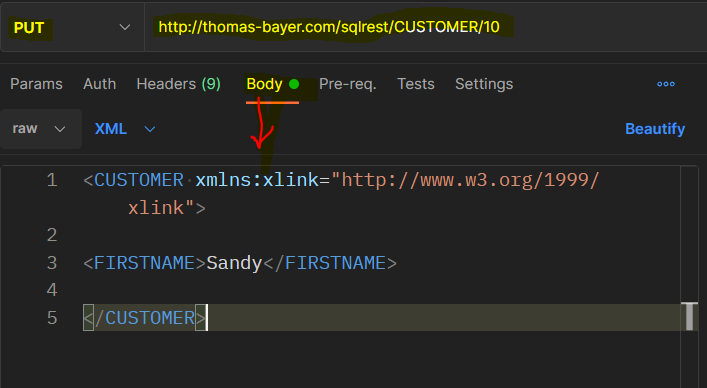 PUT http://thomas-bayer.com/sqlrest/CUSTOMER/10
Params Auth Headers (9) Body Pre-req. Tests Settings
raw XML Beautify
1 <CUSTOMER xmlns:xlink="http://www.w3.org/1999/
xlink">
2
3 <FIRSTNAME>Sandy</FIRSTNAME>
4
5 </CUSTOMER>